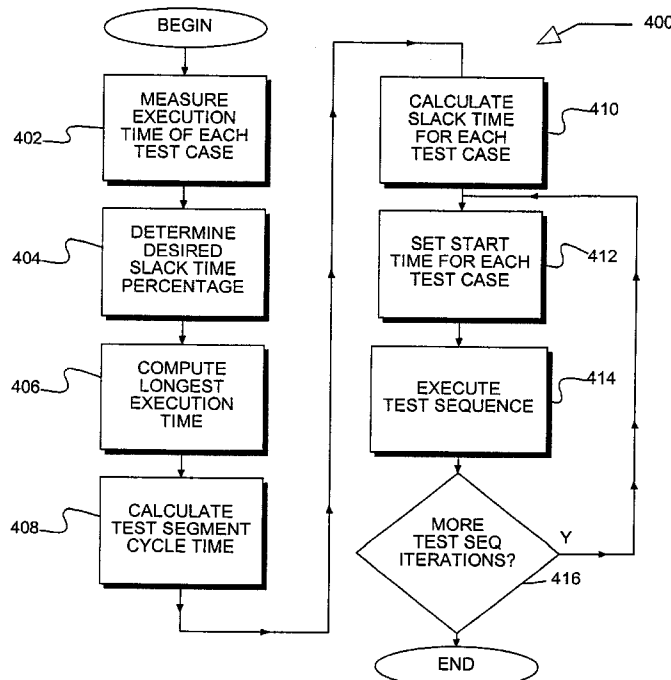 400
BEGIN
402
MEASURE
EXECUTION
TIME OF EACH
TEST CASE
404
DETERMINE
DESIRED
SLACK TIME
PERCENTAGE
406
COMPUTE
LONGEST
EXECUTION
TIME
408
CALCULATE
TEST SEGMENT
CYCLE TIME
CALCULATE
SLACK TIME
FOR EACH
TEST CASE
410
SET START
TIME FOR EACH
TEST CASE
412
EXECUTE
TEST SEQUENCE
414
MORE
TEST SEQ
ITERATIONS?
Y
416
END